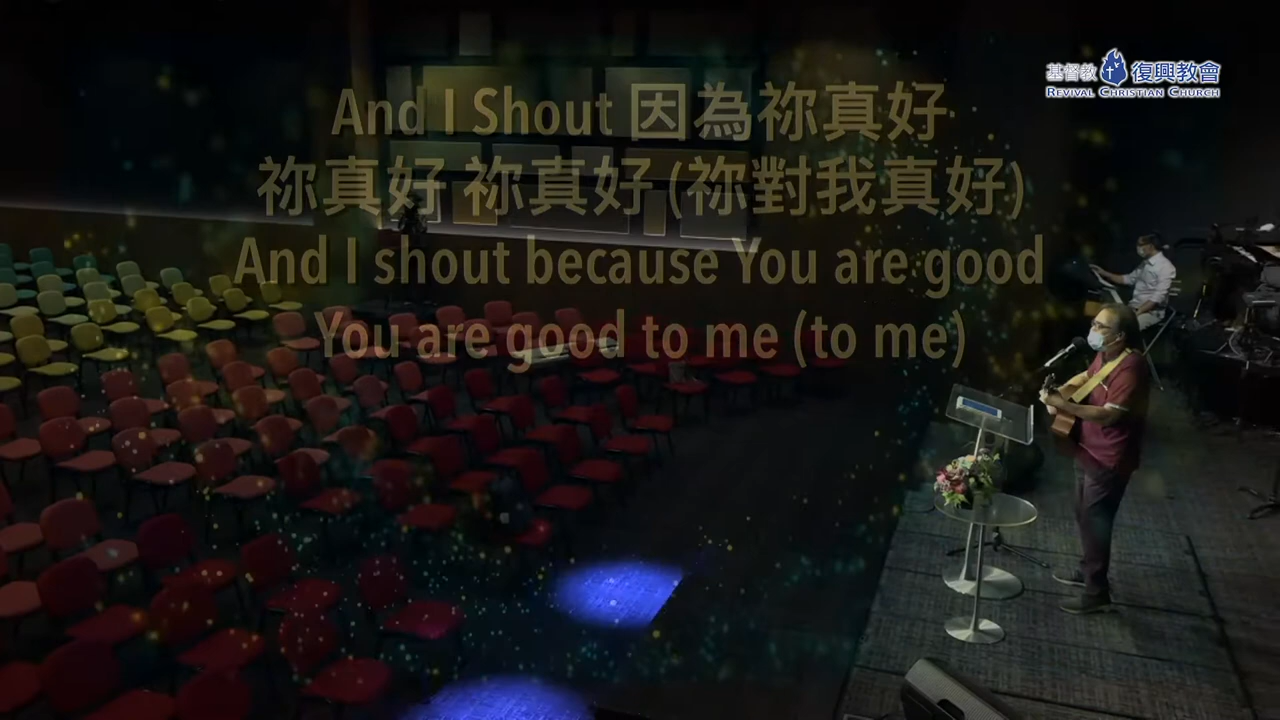 基督教 復興教會
REVIVAL CHRISTIAN CHURCH
And I Shout 因為祢真好
祢真好 祢真好 (祢對我真好)
And I shout because You are good
You are good to me (to me)